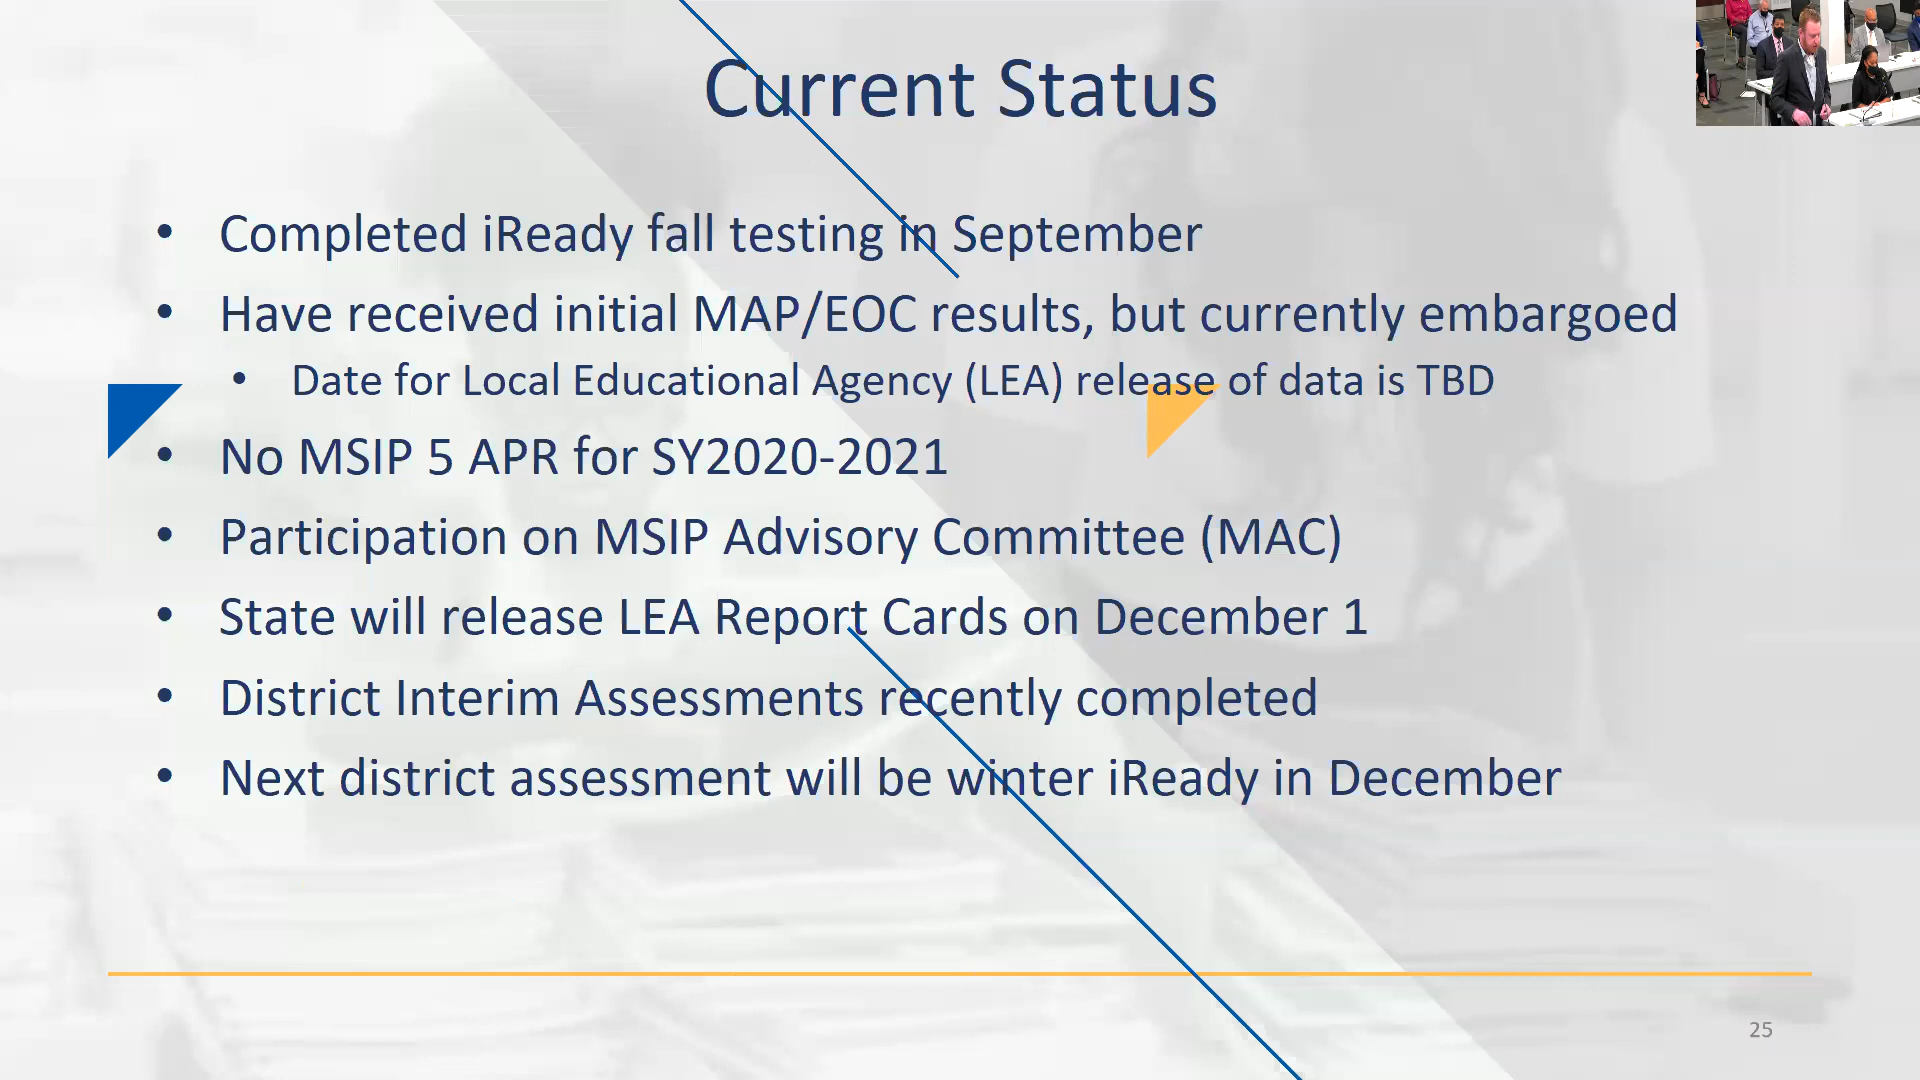 Current Status
• Completed iReady fall testing in September
• Have received initial MAP/EOC results, but currently embargoed
• Date for Local Educational Agency (LEA) release of data is TBD
• No MSIP 5 APR for SY2020-2021
• Participation on MSIP Advisory Committee (MAC)
• State will release LEA Report Cards on December 1
• District Interim Assessments recently completed
• Next district assessment will be winter iReady in December
25